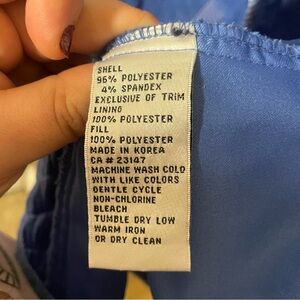 SHELL
96% POLYESTER
4% SPANDEX
EXCLUSIVE OF TRIM
LINING
100% POLYESTER
FILL
100% POLYESTER
MADE IN KOREA
CA # 23147
MACHINE WASH COLD
WITH LIKE COLORS
GENTLE CYCLE
NON-CHLORINE
BLEACH
TUMBLE DRY LOW
WARM IRON
OR DRY CLEAN